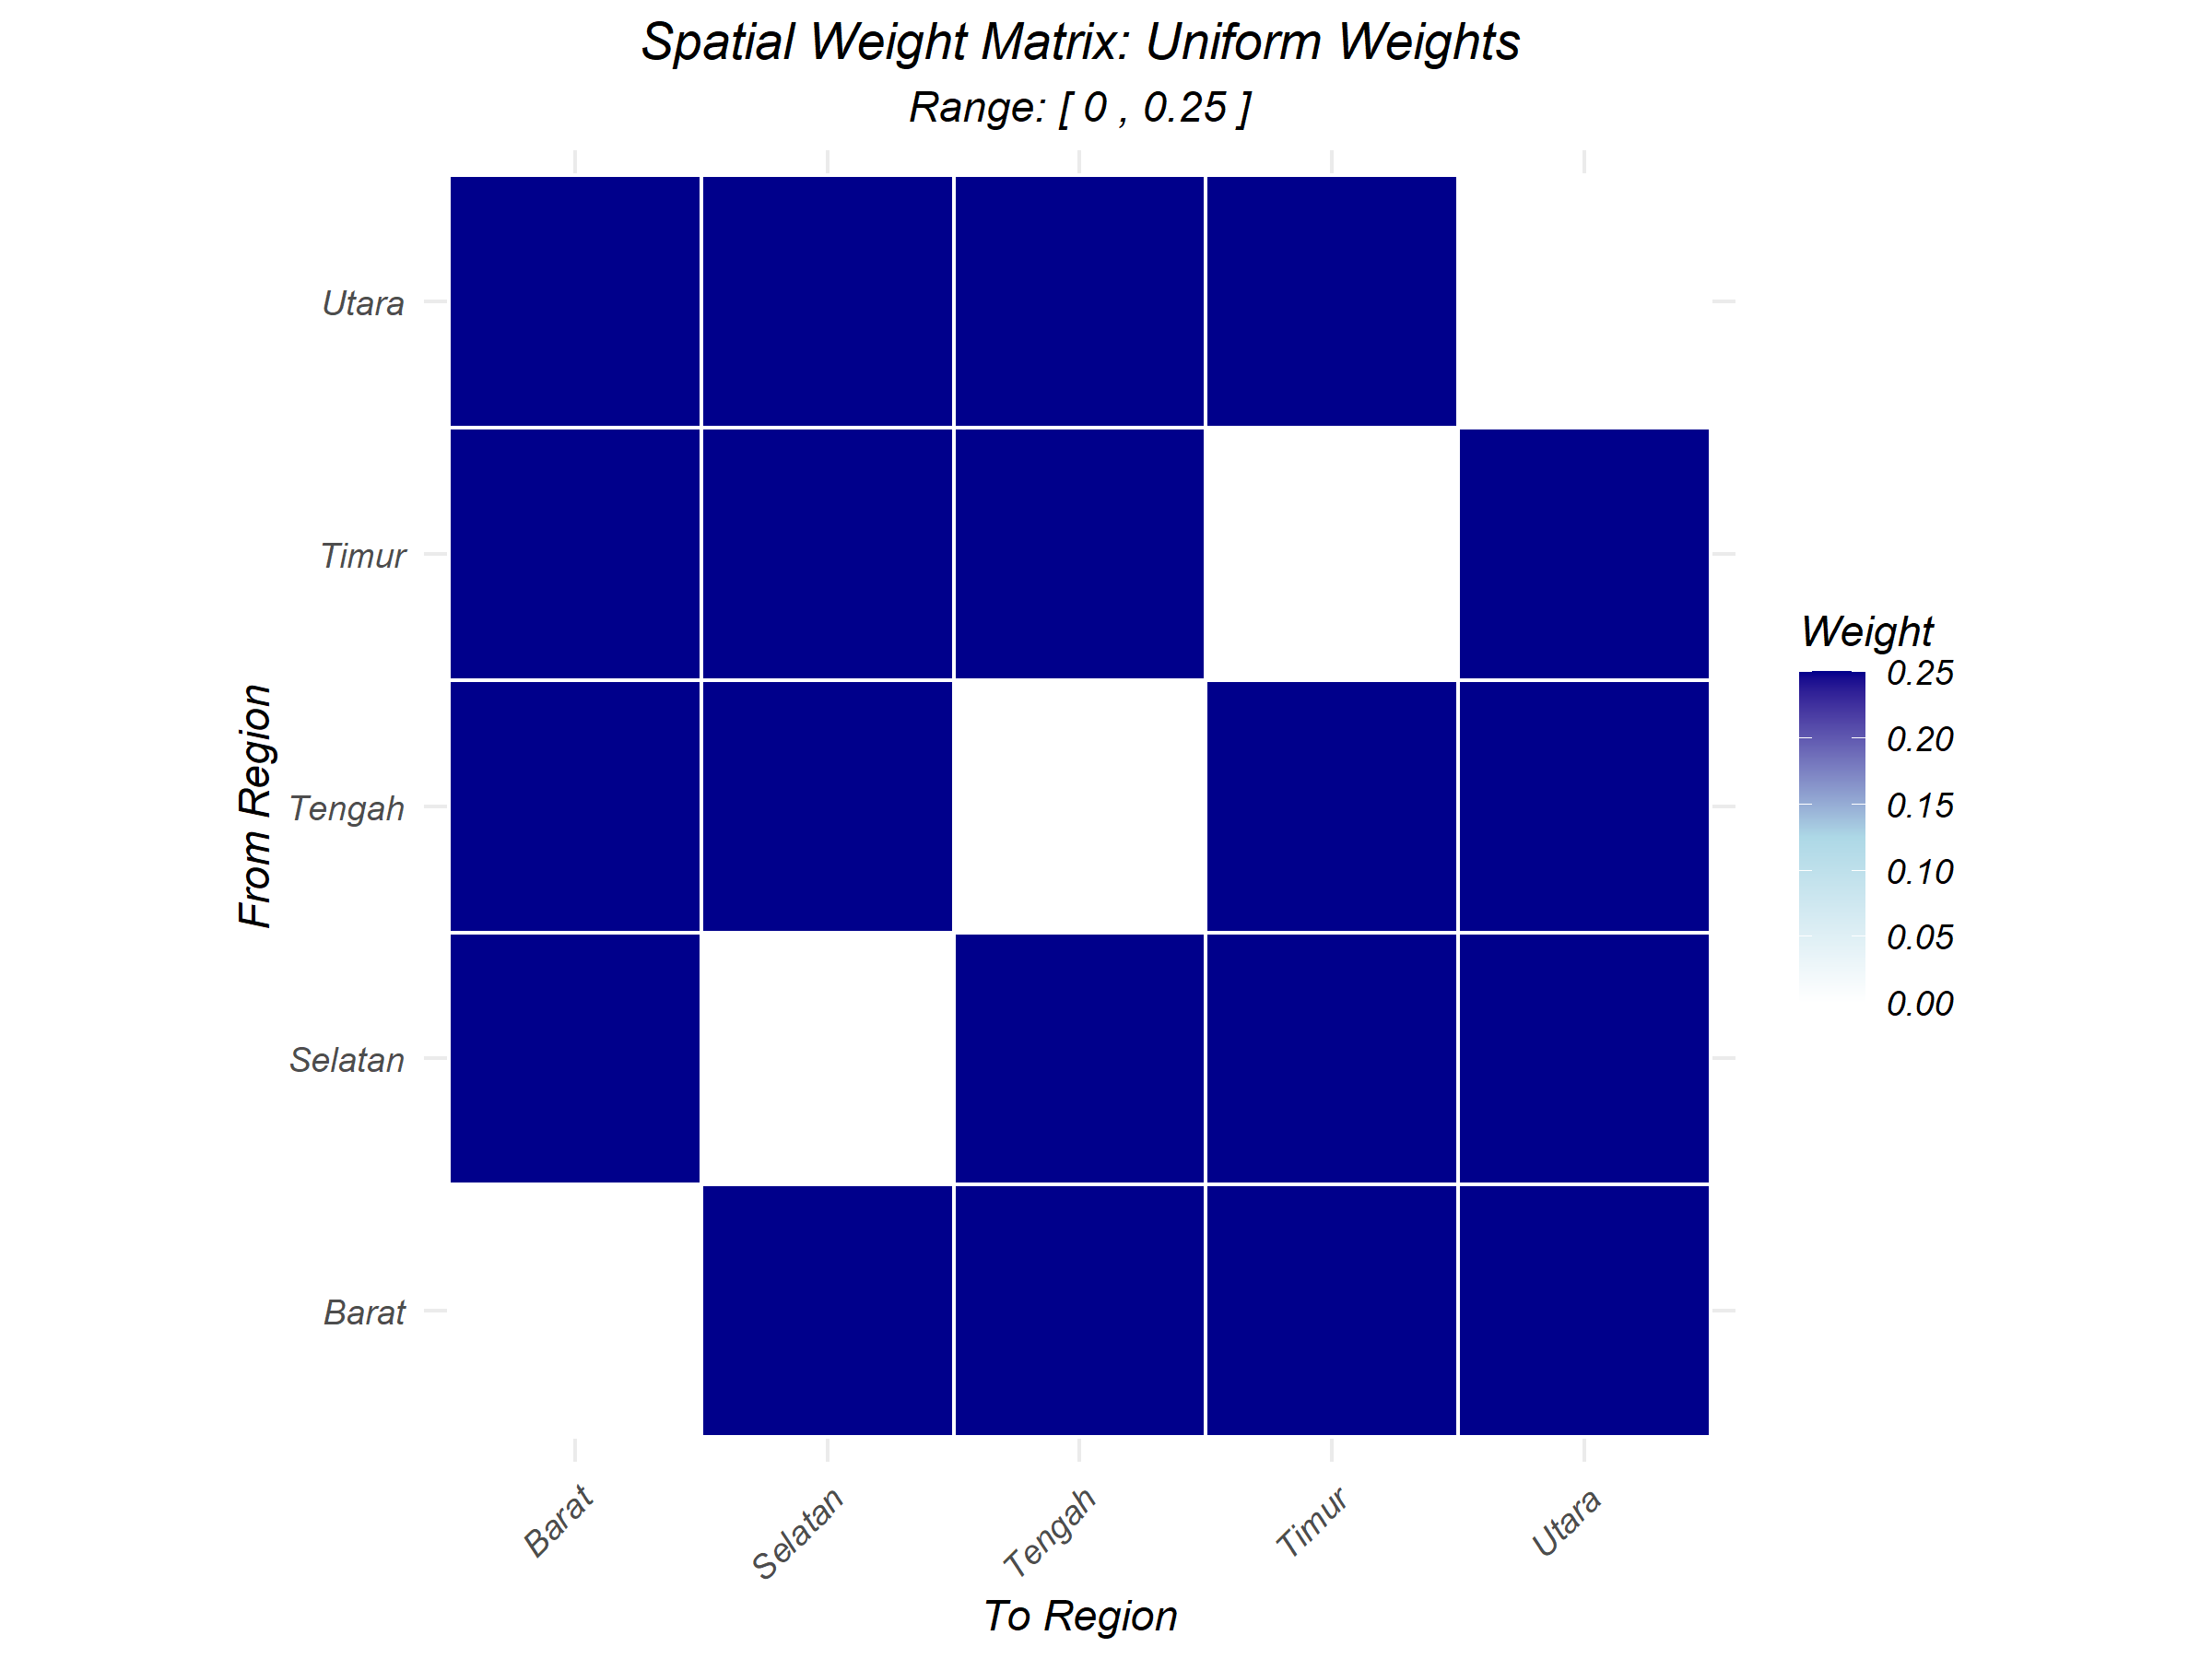 Spatial Weight Matrix: Uniform Weights
Range: [ 0 , 0.25 ]
From Region
Utara
Timur
Tengah
Selatan
Barat
Barat
Selatan
Tengah
Timur
Utara
To Region
Weight
0.25
0.20
0.15
0.10
0.05
0.00